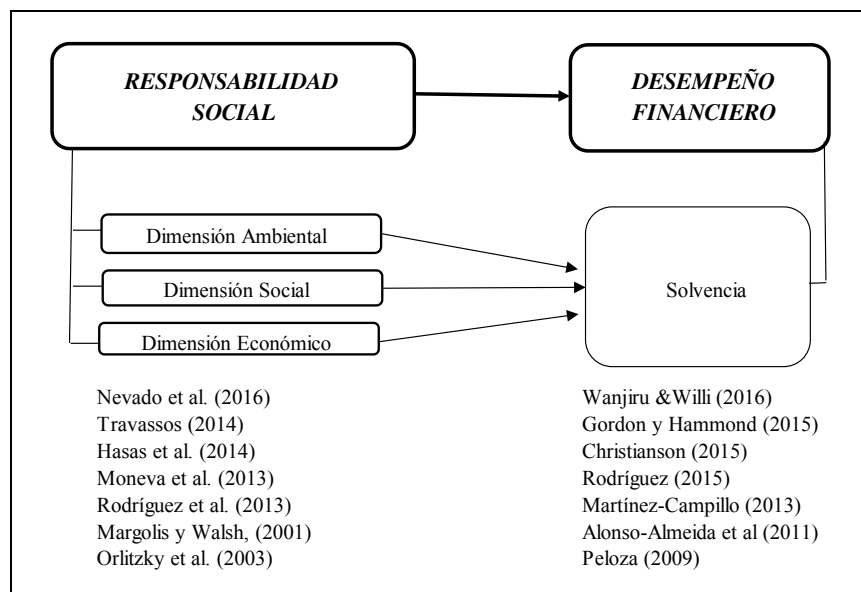 RESPONSABILIDAD
SOCIAL
DESEMPEÑO
FINANCIERO
Dimensión Ambiental
Dimensión Social
Dimensión Económico
Solvencia
Nevado et al. (2016)
Travassos (2014)
Hasas et al. (2014)
Moneva et al. (2013)
Rodríguez et al. (2013)
Margolis y Walsh, (2001)
Orlitzky et al. (2003)
Wanjiru &Willi (2016)
Gordon y Hammond (2015)
Christianson (2015)
Rodríguez (2015)
Martínez-Campillo (2013)
Alonso-Almeida et al (2011)
Peloza (2009)